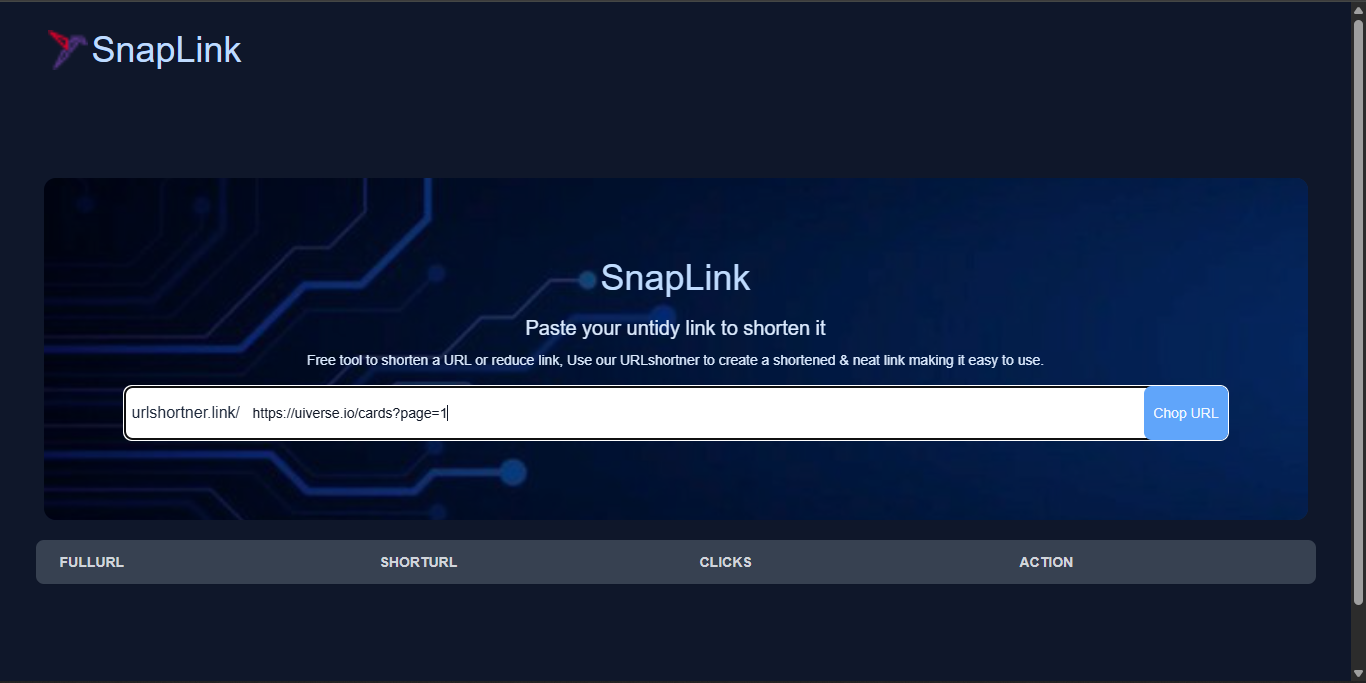 SnapLink
SnapLink
Paste your untidy link to shorten it
Free tool to shorten a URL or reduce link, Use our URLshortner to create a shortened & neat link making it easy to use.
urlshortner.link/ https://uiverse.io/cards?page=1 Chop URL
FULLURL SHORTURL CLICKS ACTION